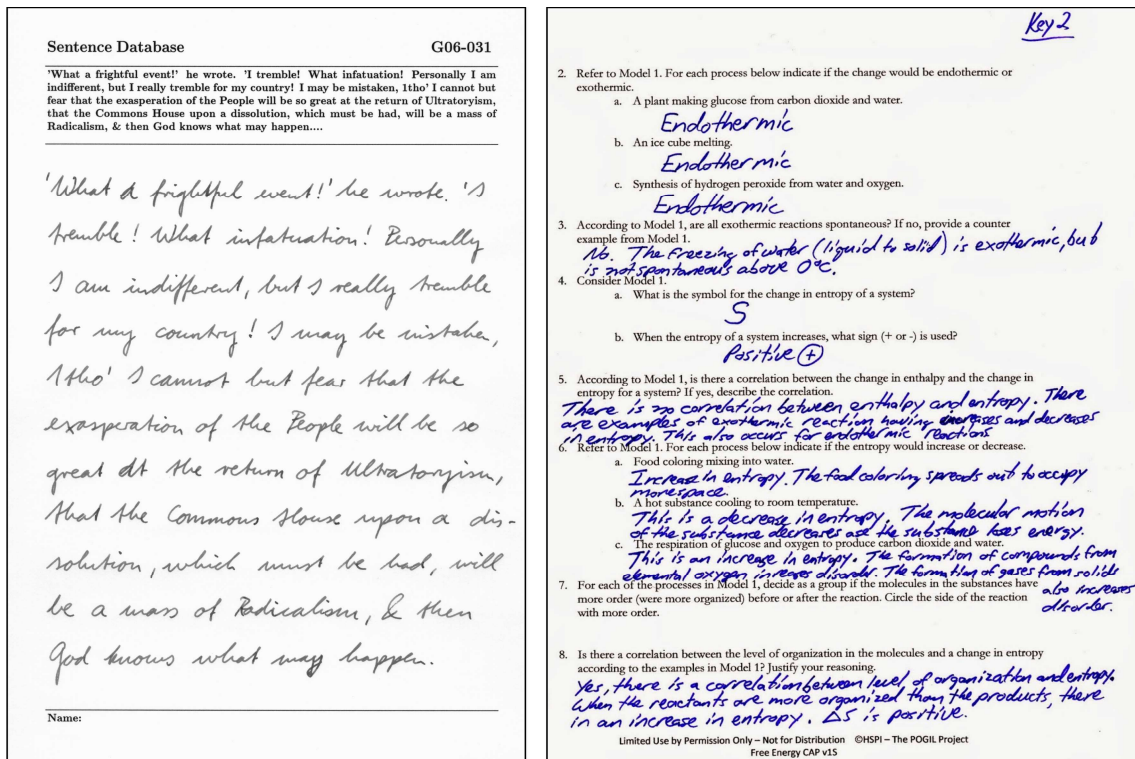 Sentence Database G06-031
'What a frightful event!' he wrote. 'I tremble! What infatuation! Personally I am
indifferent, but I really tremble for my country! I may be mistaken, 1tho' I cannot but
fear that the exasperation of the People will be so great at the return of Ultratoryism,
that the Commons House upon a dissolution, which must be had, will be a mass of
Radicalism, & then God knows what may happen....
'What a frightful event!' he wrote. 'I
tremble! What infatuation! Personally
I am indifferent, but I really tremble
for my country! I may be mistaken,
1tho' I cannot but fear that the
exasperation of the People will be so
great at the return of Ultratoryism,
that the Commons House upon a dis-
solution, which must be had, will
be a mass of Radicalism, & then
God knows what may happen.
Name:
Key 2
2. Refer to Model 1. For each process below indicate if the change would be endothermic or
exothermic.
a. A plant making glucose from carbon dioxide and water.
Endothermic
b. An ice cube melting.
Endothermic
c. Synthesis of hydrogen peroxide from water and oxygen.
Endothermic
3. According to Model 1, are all exothermic reactions spontaneous? If no, provide a counter
example from Model 1.
No. The freezing of water (liquid to solid) is exothermic, but
is not spontaneous above 0°C.
4. Consider Model 1.
a. What is the symbol for the change in entropy of a system?
S
b. When the entropy of a system increases, what sign (+ or -) is used?
Positive (+)
5. According to Model 1, is there a correlation between the change in enthalpy and the change in
entropy for a system? If yes, describe the correlation.
There is no correlation between enthalpy and entropy. There
are examples of exothermic reaction having increases and decreases
in entropy. This also occurs for endothermic reactions
6. Refer to Model 1. For each process below indicate if the entropy would increase or decrease.
a. Food coloring mixing into water.
Increase in entropy. The food coloring spreads out to occupy
more space.
b. A hot substance cooling to room temperature.
This is a decrease in entropy. The molecular motion
of the substance decreases as the substance loses energy.
c. The respiration of glucose and oxygen to produce carbon dioxide and water.
This is an increase in entropy. The formation of compounds from
elemental oxygen increases disorder. The formation of gases from solids
also increases
disorder.
7. For each of the processes in Model 1, decide as a group if the molecules in the substances have
more order (were more organized) before or after the reaction. Circle the side of the reaction
with more order.
8. Is there a correlation between the level of organization in the molecules and a change in entropy
according to the examples in Model 1? Justify your reasoning.
Yes, there is a correlation between level of organization and entropy.
When the reactants are more organized than the products, there
in an increase in entropy. ΔS is positive.
Limited Use by Permission Only – Not for Distribution ©HSPI – The POGIL Project
Free Energy CAP v1S